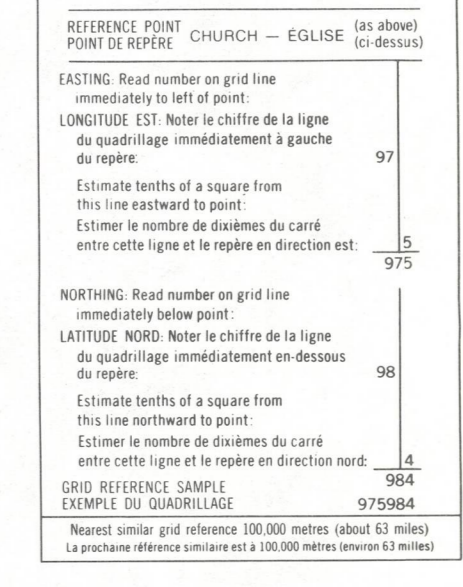 REFERENCE POINT CHURCH — ÉGLISE (as above)
POINT DE REPÈRE (ci-dessus)
EASTING: Read number on grid line
immediately to left of point:
LONGITUDE EST: Noter le chiffre de la ligne
du quadrillage immédiatement à gauche
du repère: 97
Estimate tenths of a square from
this line eastward to point:
Estimer le nombre de dixièmes du carré
entre cette ligne et le repère en direction est: 5
975
NORTHING: Read number on grid line
immediately below point:
LATITUDE NORD: Noter le chiffre de la ligne
du quadrillage immédiatement en-dessous
du repère: 98
Estimate tenths of a square from
this line northward to point:
Estimer le nombre de dixièmes du carré
entre cette ligne et le repère en direction nord: 4
984
GRID REFERENCE SAMPLE
EXEMPLE DU QUADRILLAGE 975984
Nearest similar grid reference 100,000 metres (about 63 miles)
La prochaine référence similaire est à 100,000 mètres (environ 63 milles)